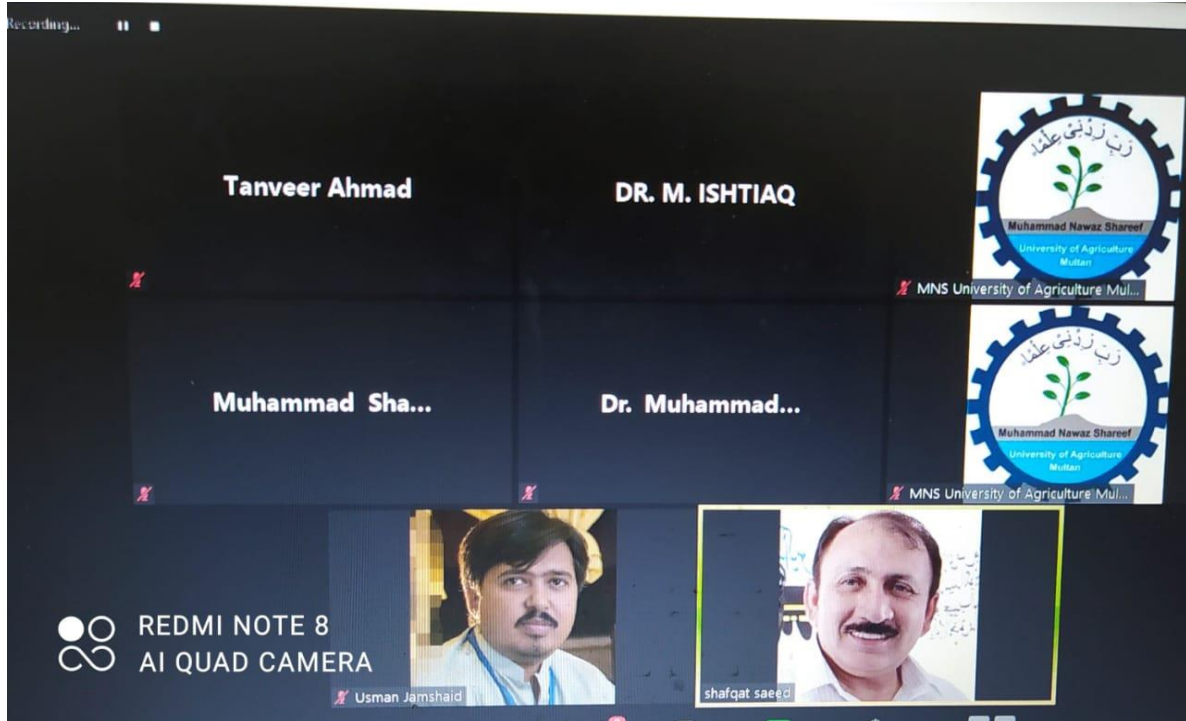 Recording...
Tanveer Ahmad
DR. M. ISHTIAQ
رَبِّ زِدْنِیْ عِلْمًا
Muhammad Nawaz Shareef
University of Agriculture
Multan
MNS University of Agriculture Mul...
Muhammad Sha...
Dr. Muhammad...
رَبِّ زِدْنِیْ عِلْمًا
Muhammad Nawaz Shareef
University of Agriculture
Multan
MNS University of Agriculture Mul...
Usman Jamshaid
shafqat saeed
REDMI NOTE 8
AI QUAD CAMERA